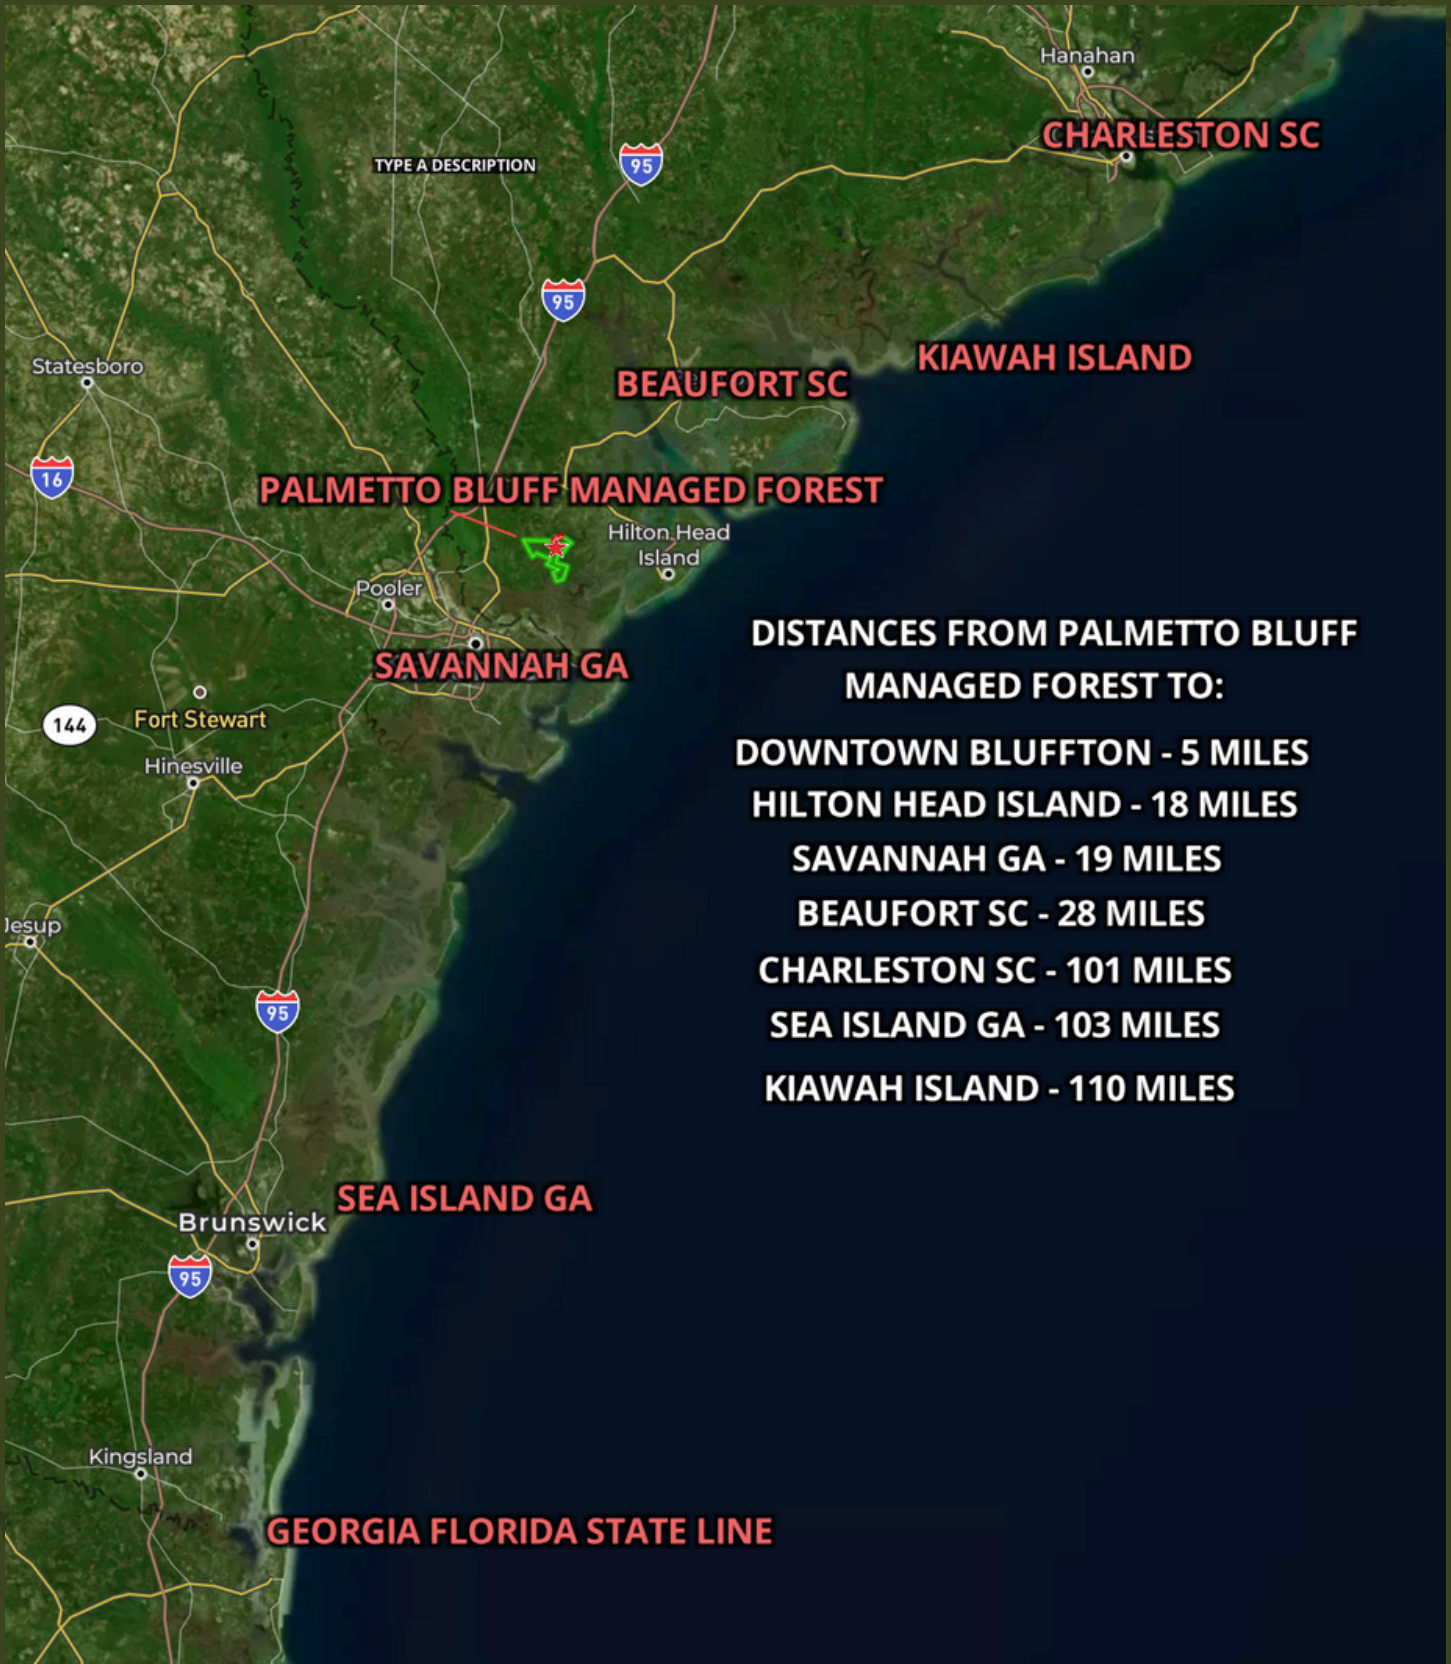 Hanahan
CHARLESTON SC
TYPE A DESCRIPTION
95
95
KIAWAH ISLAND
Statesboro
BEAUFORT SC
16
PALMETTO BLUFF MANAGED FOREST
Hilton Head
Island
Pooler
SAVANNAH GA
DISTANCES FROM PALMETTO BLUFF
MANAGED FOREST TO:
DOWNTOWN BLUFFTON - 5 MILES
HILTON HEAD ISLAND - 18 MILES
SAVANNAH GA - 19 MILES
BEAUFORT SC - 28 MILES
CHARLESTON SC - 101 MILES
SEA ISLAND GA - 103 MILES
KIAWAH ISLAND - 110 MILES
144
Fort Stewart
Hinesville
Jesup
95
SEA ISLAND GA
Brunswick
95
Kingsland
GEORGIA FLORIDA STATE LINE